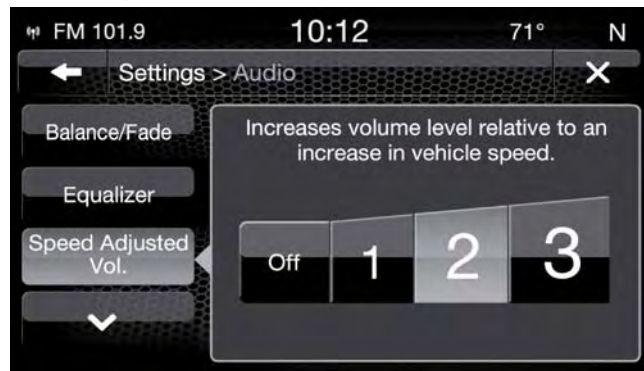 FM 101.9 10:12 71° N
Settings > Audio
Balance/Fade
Equalizer
Speed Adjusted
Vol.
Increases volume level relative to an
increase in vehicle speed.
Off 1 2 3